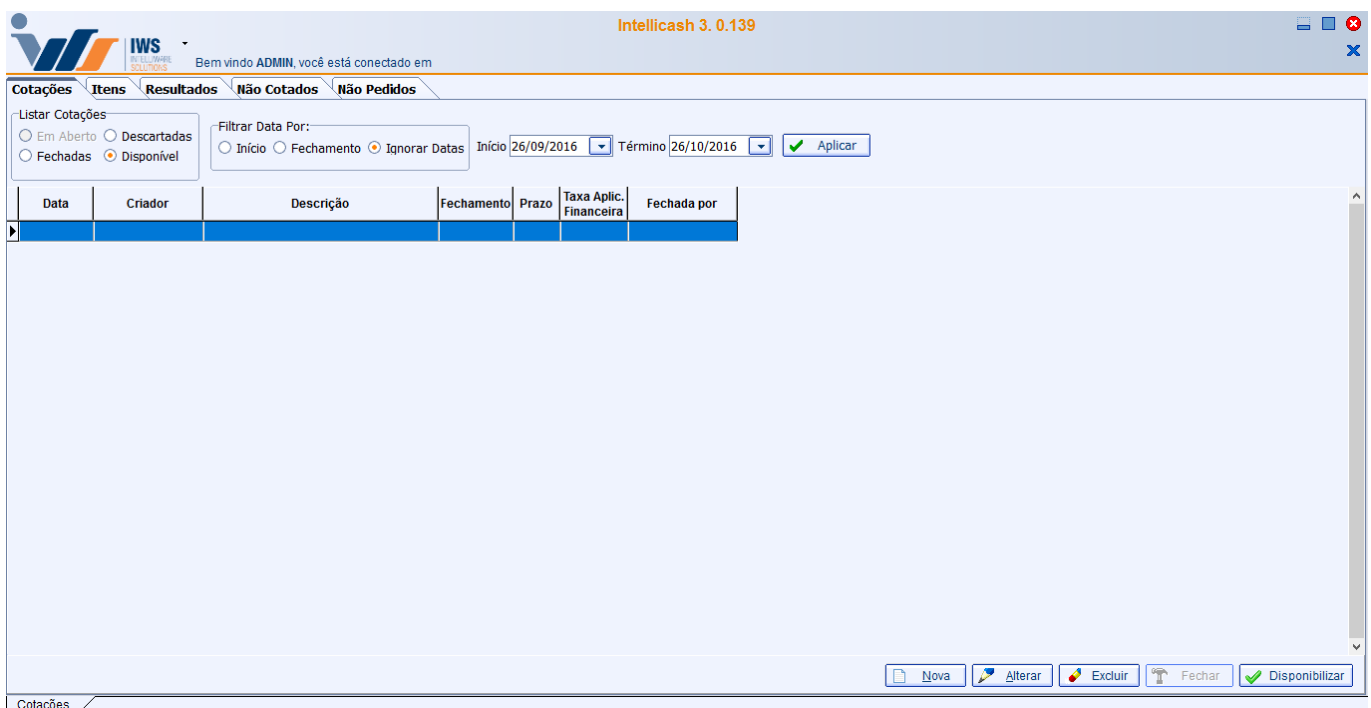 Intellicash 3. 0.139
IWS
INTELLIWARE
SOLUTIONS
Bem vindo ADMIN, você está conectado em
Cotações Itens Resultados Não Cotados Não Pedidos
Listar Cotações
Em Aberto Descartadas
Fechadas Disponível
Filtrar Data Por:
Início Fechamento Ignorar Datas
Início 26/09/2016 Término 26/10/2016 Aplicar
Data Criador Descrição Fechamento Prazo Taxa Aplic. Financeira Fechada por
Nova Alterar Excluir Fechar Disponibilizar
Cotações